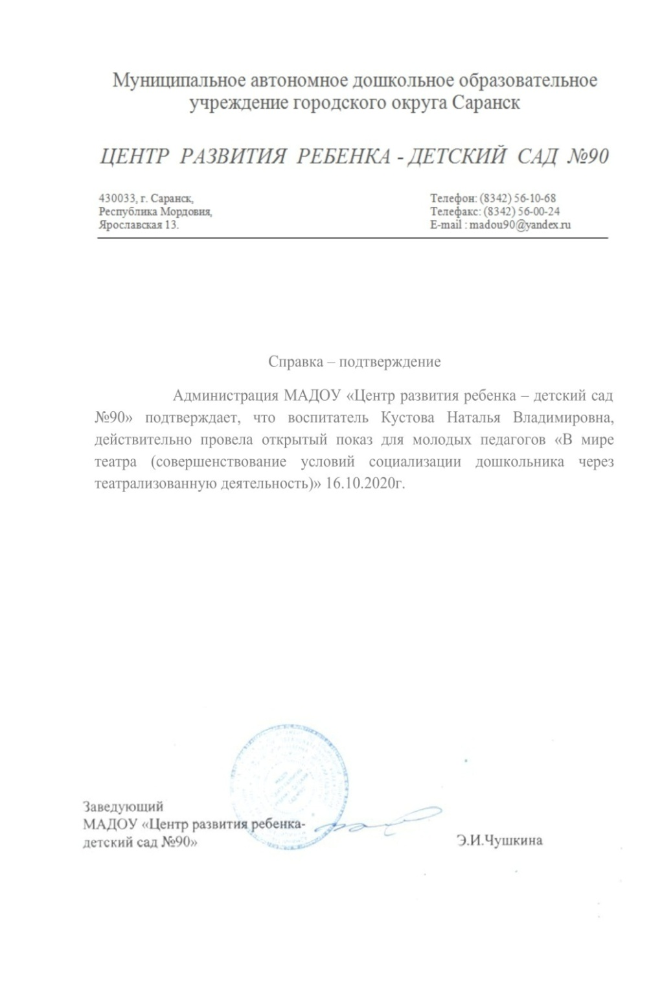 Муниципальное автономное дошкольное образовательное
учреждение городского округа Саранск
ЦЕНТР РАЗВИТИЯ РЕБЕНКА - ДЕТСКИЙ САД №90
430033, г. Саранск,
Республика Мордовия,
Ярославская 13.
Телефон: (8342) 56-10-68
Телефакс: (8342) 56-00-24
E-mail : madou90@yandex.ru
Справка – подтверждение
Администрация МАДОУ «Центр развития ребенка – детский сад
№90» подтверждает, что воспитатель Кустова Наталья Владимировна,
действительно провела открытый показ для молодых педагогов «В мире
театра (совершенствование условий социализации дошкольника через
театрализованную деятельность)» 16.10.2020г.
Заведующий
МАДОУ «Центр развития ребенка-
детский сад №90»
Э.И.Чушкина